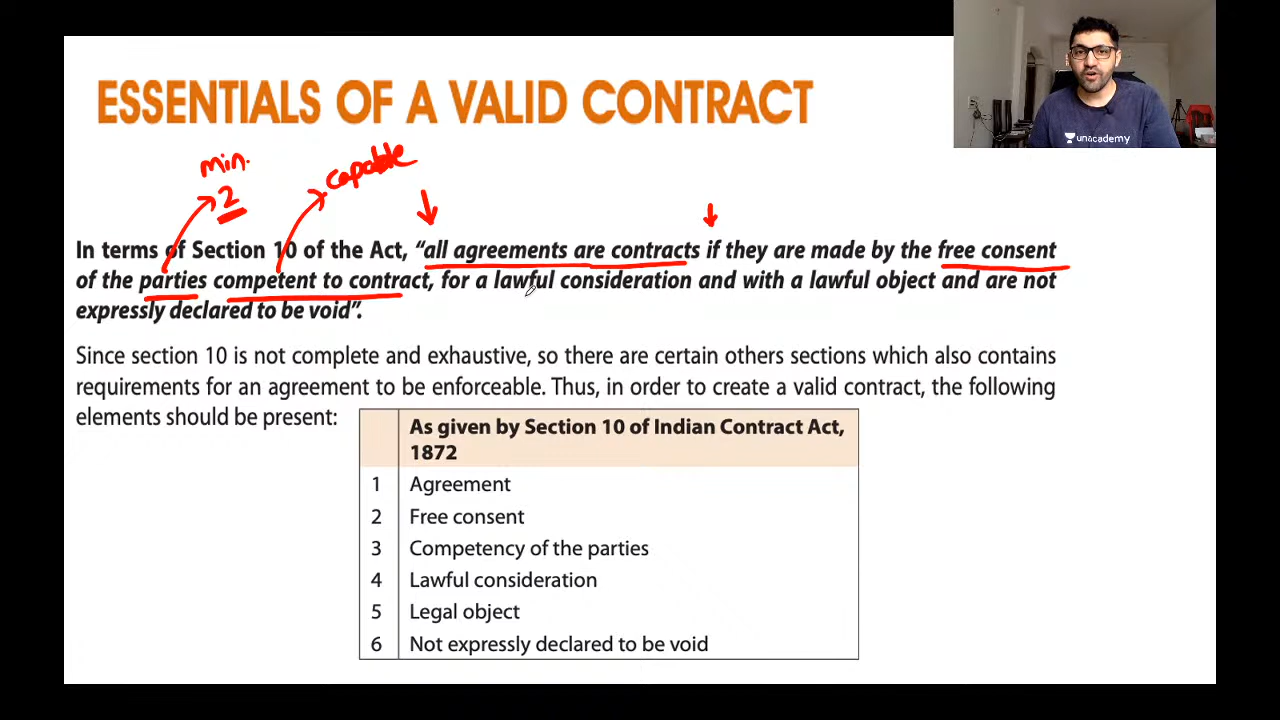 ESSENTIALS OF A VALID CONTRACT
unacademy
min.
2
capable
In terms of Section 10 of the Act, “all agreements are contracts if they are made by the free consent
of the parties competent to contract, for a lawful consideration and with a lawful object and are not
expressly declared to be void”.
Since section 10 is not complete and exhaustive, so there are certain others sections which also contains
requirements for an agreement to be enforceable. Thus, in order to create a valid contract, the following
elements should be present:
As given by Section 10 of Indian Contract Act,
1872
1 Agreement
2 Free consent
3 Competency of the parties
4 Lawful consideration
5 Legal object
6 Not expressly declared to be void